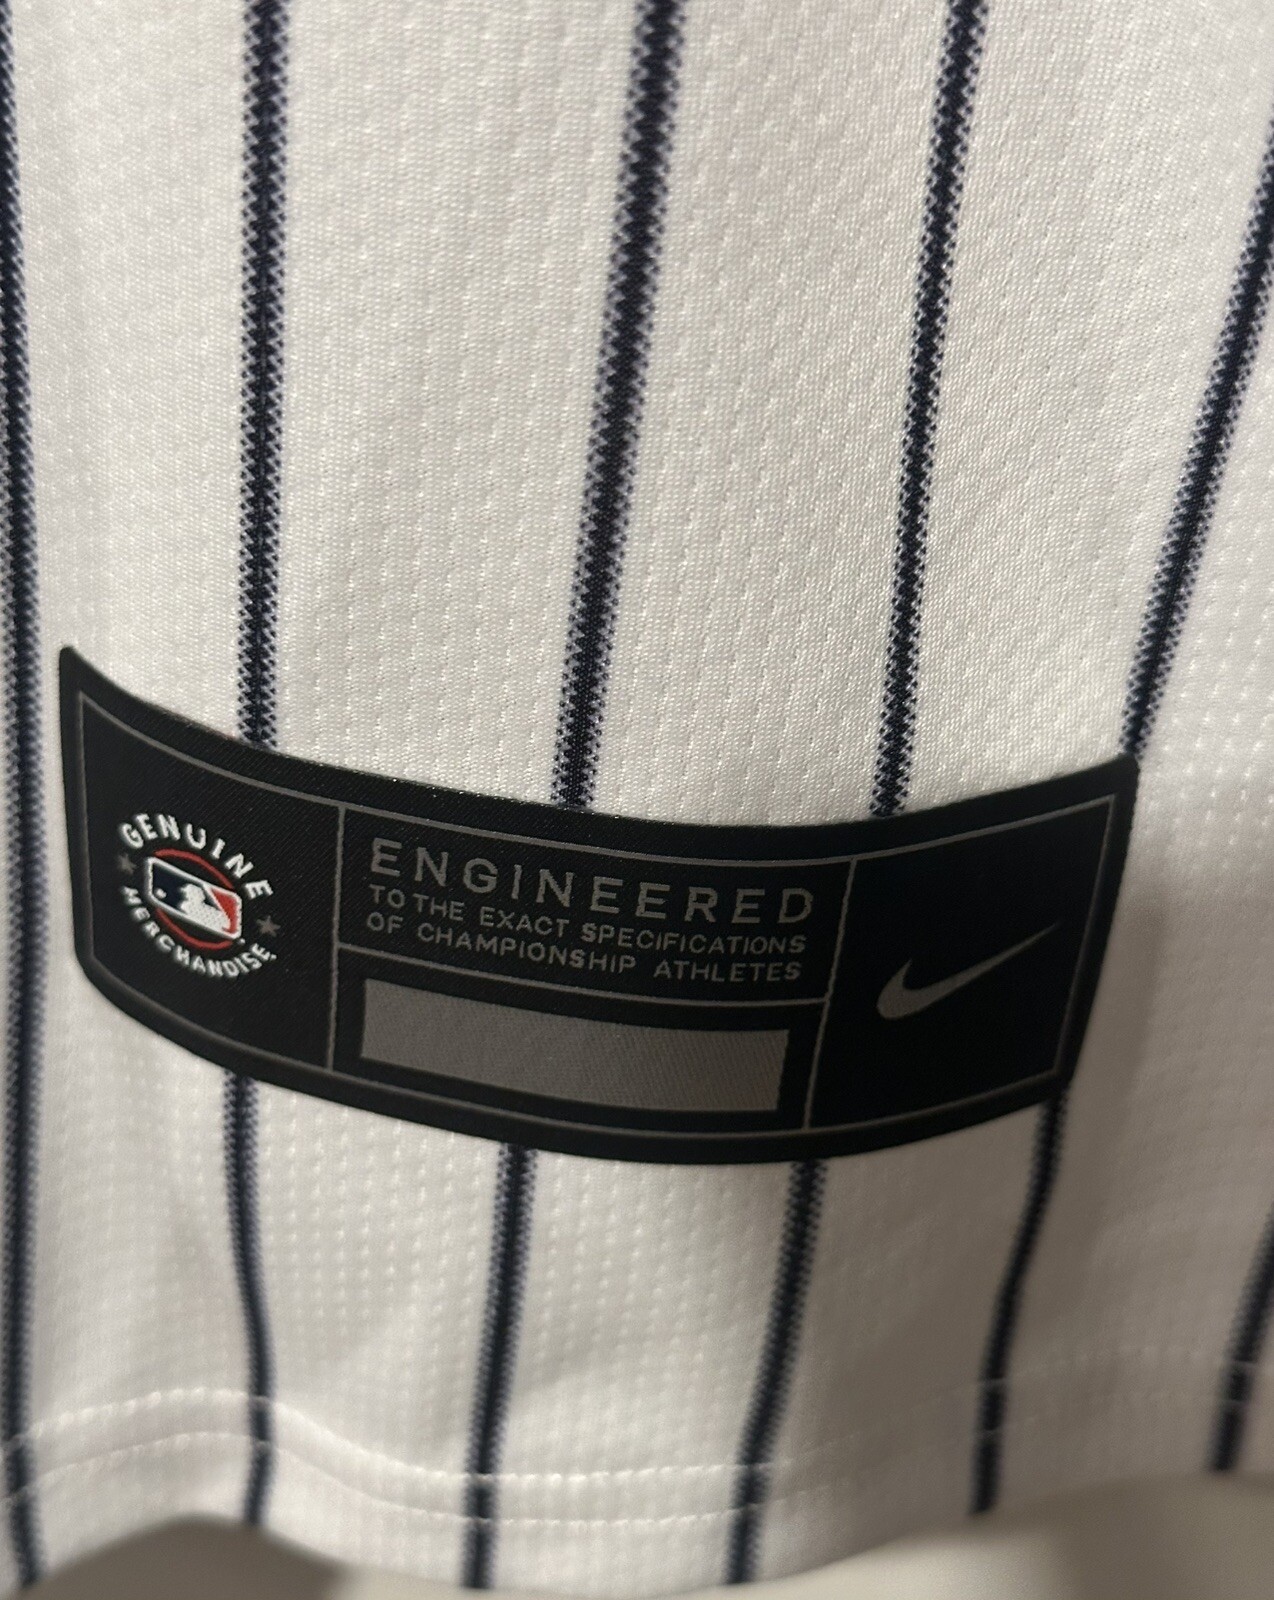 GENUINE
MERCHANDISE
ENGINEERED
TO THE EXACT SPECIFICATIONS
OF CHAMPIONSHIP ATHLETES